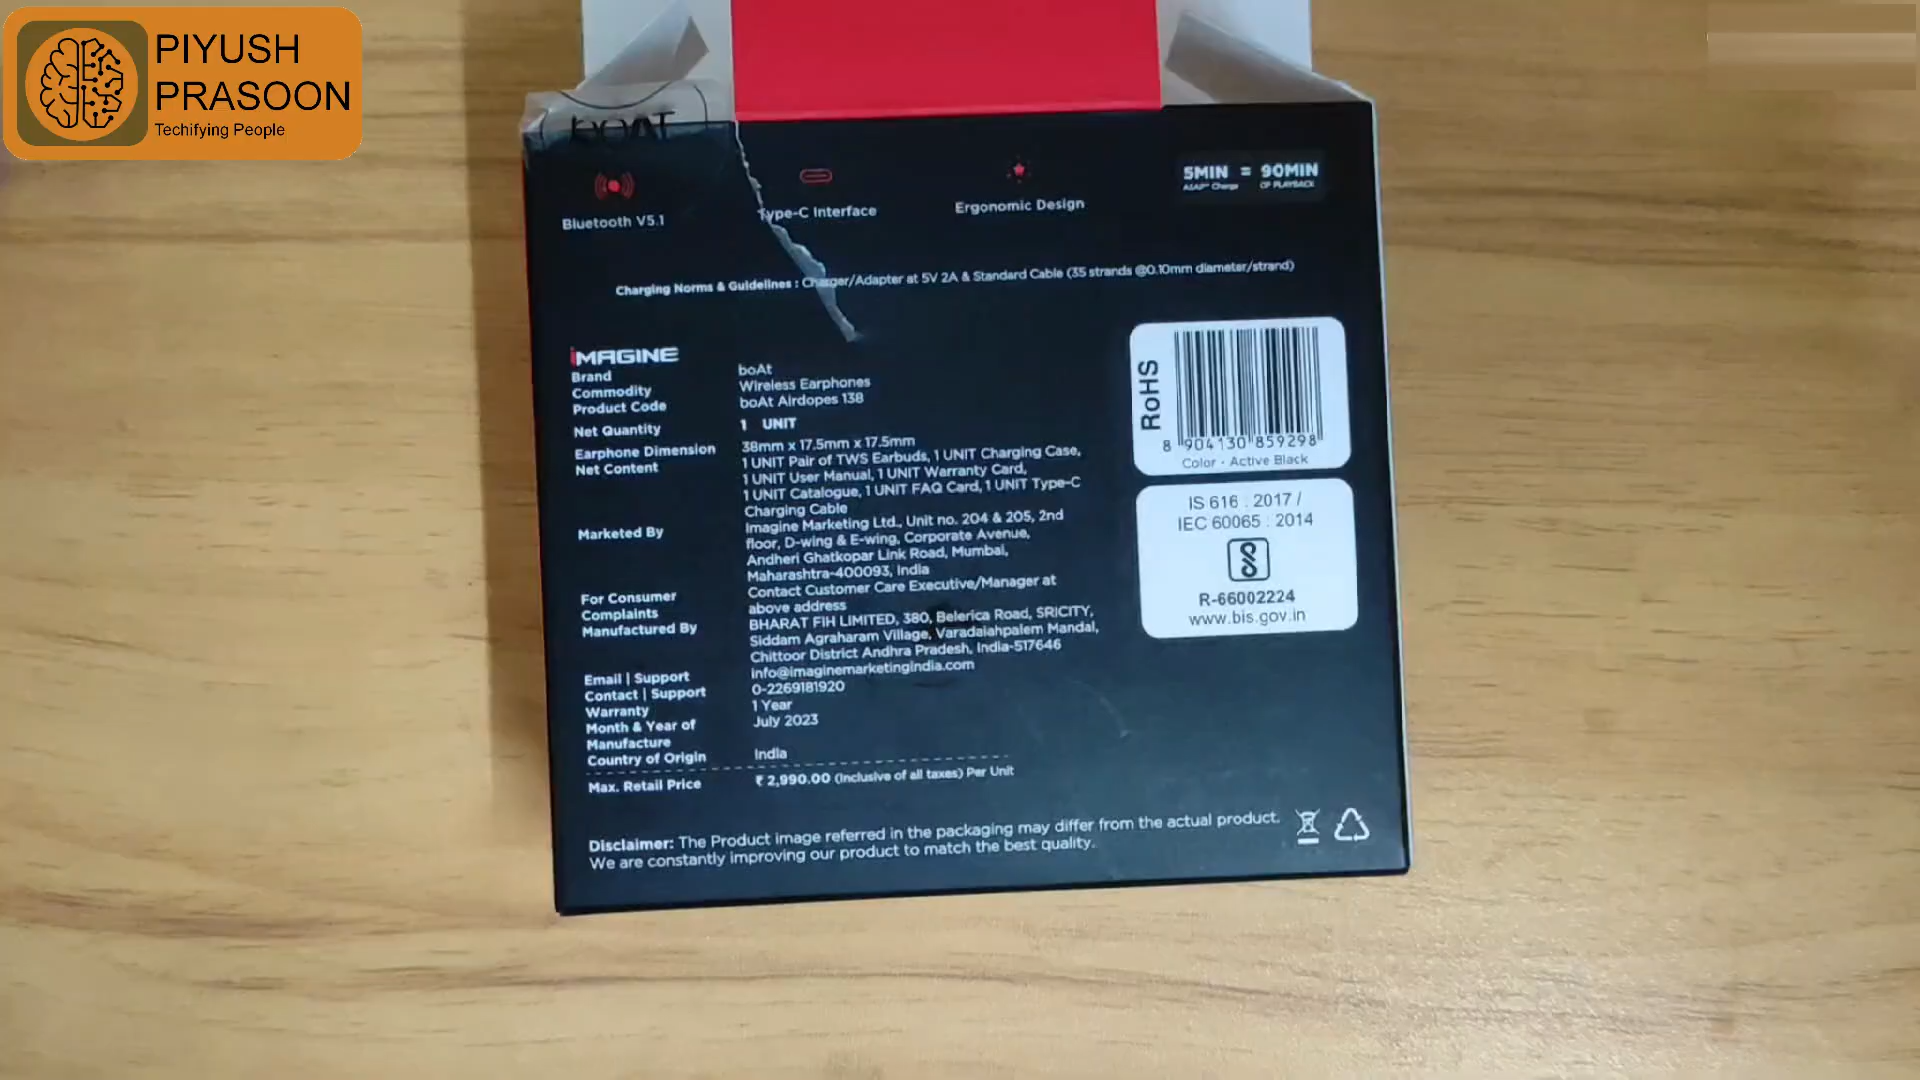 PIYUSH
PRASOON
Techifying People
boAT
Bluetooth V5.1
Type-C Interface
Ergonomic Design
5MIN = 90MIN
ASAP™ Charge OF PLAYBACK
Charging Norms & Guidelines : Charger/Adapter at 5V 2A & Standard Cable (35 strands @0.10mm diameter/strand)
iMAGINE
Brand boAt
Commodity Wireless Earphones
Product Code boAt Airdopes 138
Net Quantity 1 UNIT
Earphone Dimension 38mm x 17.5mm x 17.5mm
Net Content 1 UNIT Pair of TWS Earbuds, 1 UNIT Charging Case,
1 UNIT User Manual, 1 UNIT Warranty Card,
1 UNIT Catalogue, 1 UNIT FAQ Card, 1 UNIT Type-C
Charging Cable
Marketed By Imagine Marketing Ltd., Unit no. 204 & 205, 2nd
floor, D-wing & E-wing, Corporate Avenue,
Andheri Ghatkopar Link Road, Mumbai,
Maharashtra-400093, India
For Consumer Contact Customer Care Executive/Manager at
Complaints above address
Manufactured By BHARAT FIH LIMITED, 380, Belerica Road, SRICITY,
Siddam Agraharam Village, Varadaiahpalem Mandal,
Chittoor District Andhra Pradesh, India-517646
Email | Support info@imaginemarketingindia.com
Contact | Support 0-2269181920
Warranty 1 Year
Month & Year of July 2023
Manufacture
Country of Origin India
Max. Retail Price ₹ 2,990.00 (Inclusive of all taxes) Per Unit
Disclaimer: The Product image referred in the packaging may differ from the actual product.
We are constantly improving our product to match the best quality.
RoHS
8 904130 859298
Color - Active Black
IS 616 : 2017 /
IEC 60065 : 2014
R-66002224
www.bis.gov.in